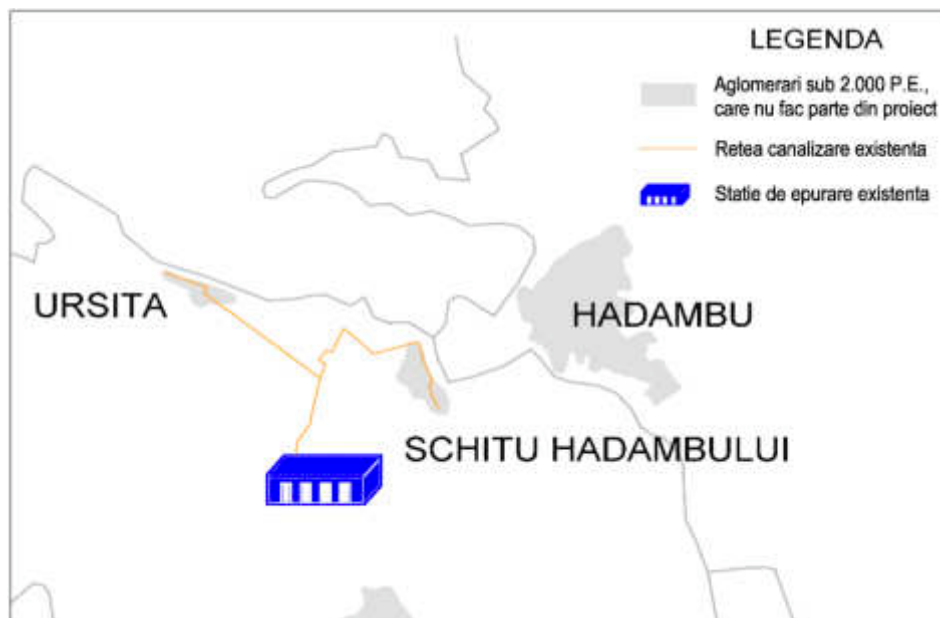 LEGENDA
Aglomerari sub 2.000 P.E.,
care nu fac parte din proiect
Retea canalizare existenta
Statie de epurare existenta
URSITA
HADAMBU
SCHITU HADAMBULUI